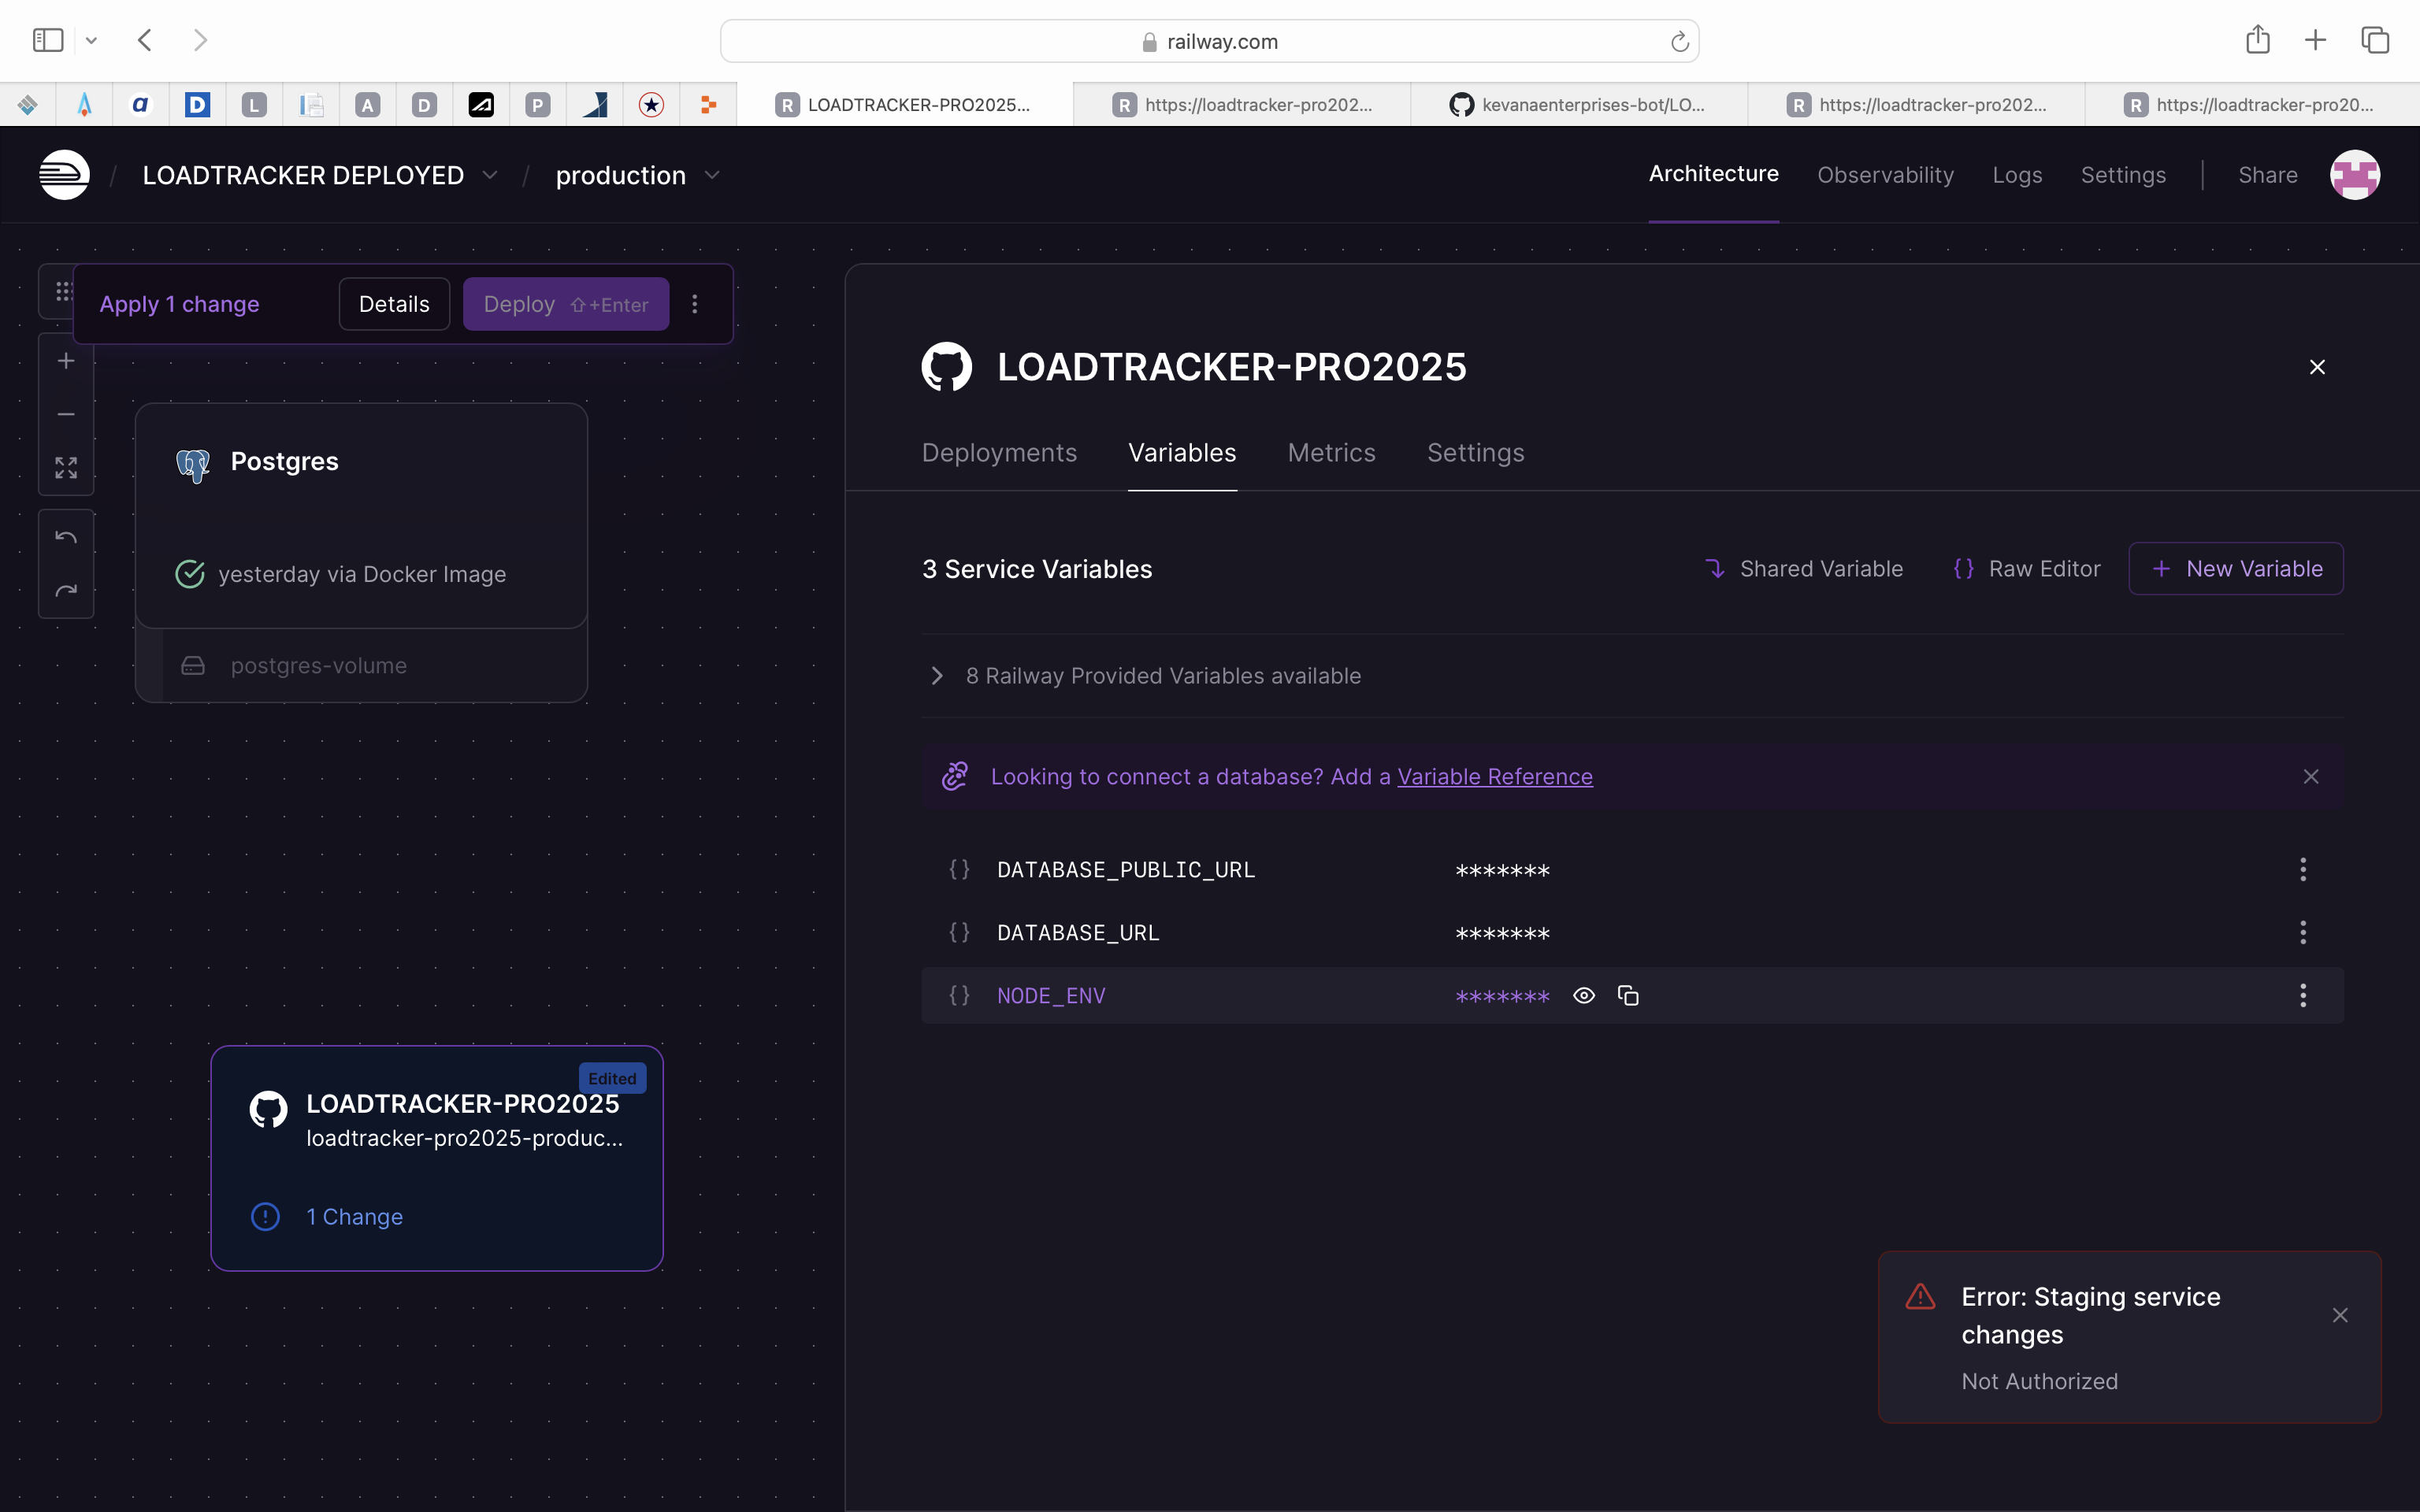 railway.com
a
D
L
A
D
P
R LOADTRACKER-PRO2025...
R https://loadtracker-pro202...
kevanaenterprises-bot/LO...
R https://loadtracker-pro202...
R https://loadtracker-pro20...
/ LOADTRACKER DEPLOYED / production
Architecture Observability Logs Settings Share
Apply 1 change Details Deploy ⇧+Enter
Postgres
yesterday via Docker Image
postgres-volume
Edited
LOADTRACKER-PRO2025
loadtracker-pro2025-produc...
1 Change
LOADTRACKER-PRO2025
Deployments Variables Metrics Settings
3 Service Variables Shared Variable {} Raw Editor + New Variable
8 Railway Provided Variables available
Looking to connect a database? Add a Variable Reference
{} DATABASE_PUBLIC_URL *******
{} DATABASE_URL *******
{} NODE_ENV *******
Error: Staging service
changes
Not Authorized